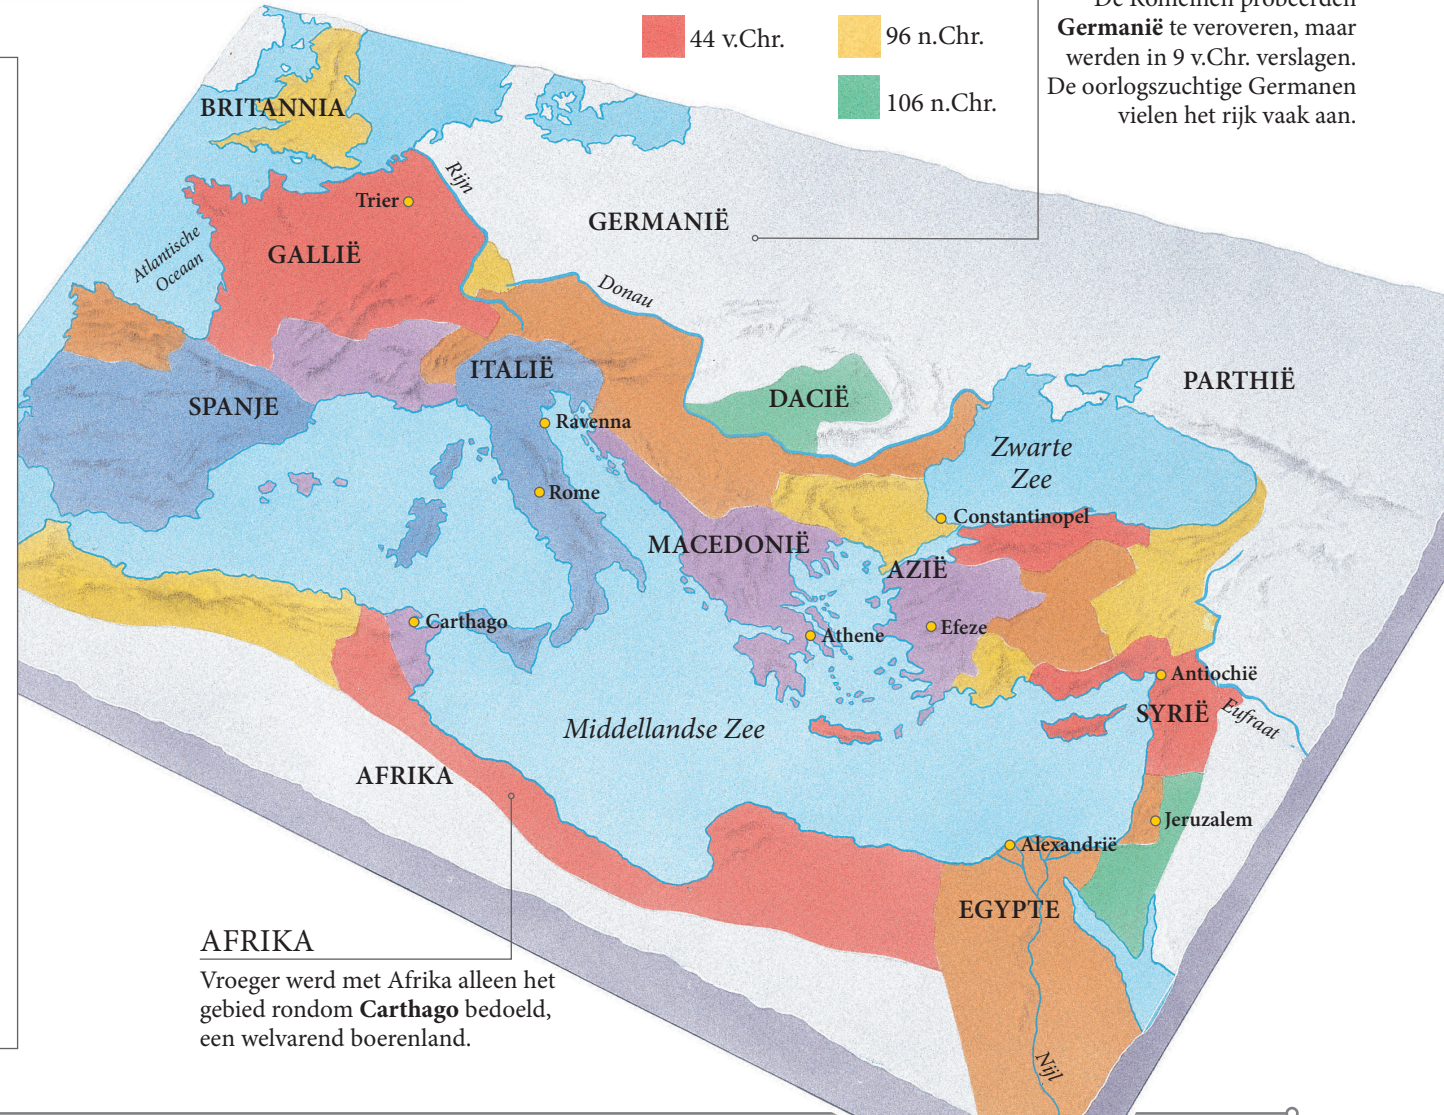 44 v.Chr.
96 n.Chr.
106 n.Chr.
De Romeinen probeerden
Germanië te veroveren, maar
werden in 9 v.Chr. verslagen.
De oorlogszuchtige Germanen
vielen het rijk vaak aan.
BRITANNIA
Rijn
Trier
GERMANIË
Atlantische
Oceaan
GALLIË
Donau
ITALIË
PARTHIË
SPANJE
DACIË
Ravenna
Zwarte
Zee
Rome
Constantinopel
MACEDONIË
AZIË
Carthago
Athene
Efeze
Antiochië
SYRIË
Eufraat
Middellandse Zee
AFRIKA
Jeruzalem
Alexandrië
EGYPTE
Nijl
AFRIKA
Vroeger werd met Afrika alleen het
gebied rondom Carthago bedoeld,
een welvarend boerenland.